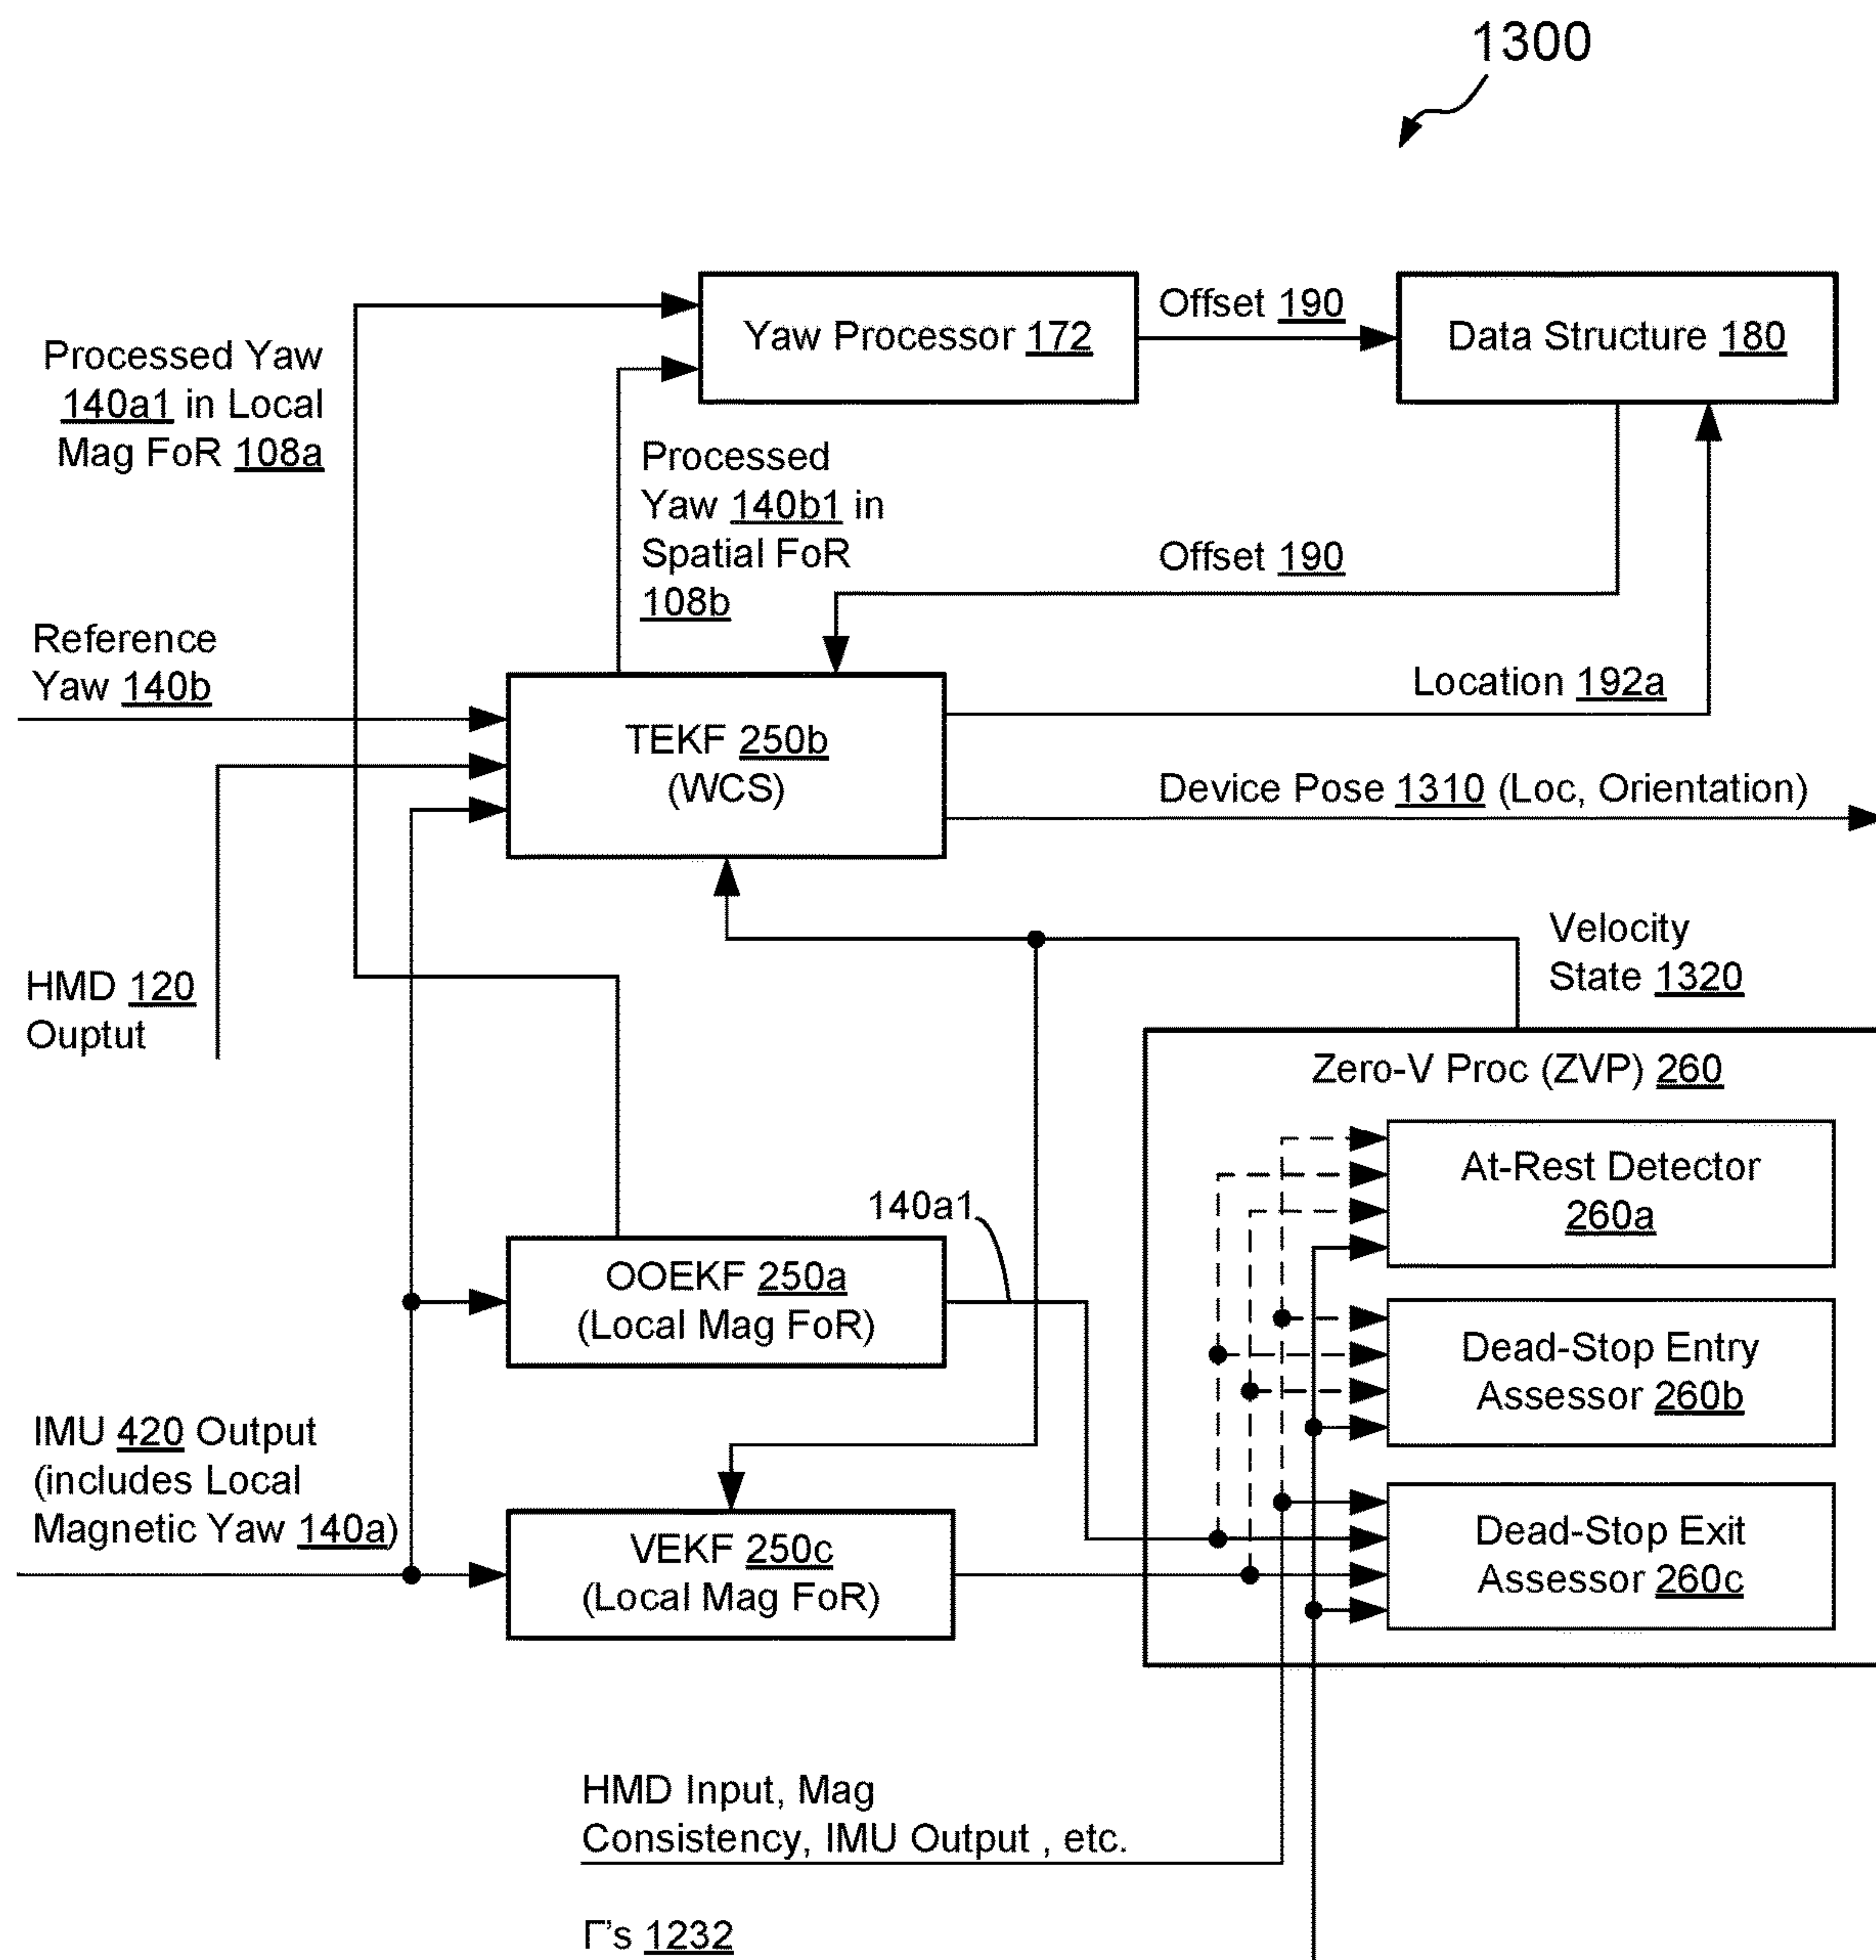 1300
Yaw Processor 172
Offset 190
Data Structure 180
Processed Yaw
140a1 in Local
Mag FoR 108a
Processed
Yaw 140b1 in
Spatial FoR
108b
Offset 190
Reference
Yaw 140b
Location 192a
TEKF 250b
(WCS)
Device Pose 1310 (Loc, Orientation)
Velocity
State 1320
HMD 120
Ouptut
Zero-V Proc (ZVP) 260
At-Rest Detector
260a
140a1
OOEKF 250a
(Local Mag FoR)
Dead-Stop Entry
Assessor 260b
IMU 420 Output
(includes Local
Magnetic Yaw 140a)
VEKF 250c
(Local Mag FoR)
Dead-Stop Exit
Assessor 260c
HMD Input, Mag
Consistency, IMU Output , etc.
Γ's 1232